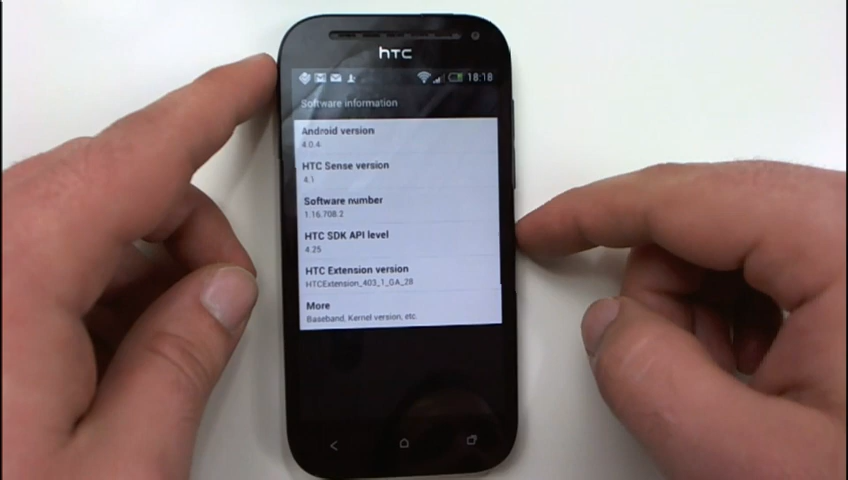 hTC
18:18
Software information
Android version
4.0.4
HTC Sense version
4.1
Software number
1.16.708.2
HTC SDK API level
4.25
HTC Extension version
HTCExtension_403_1_GA_28
More
Baseband, Kernel version, etc.